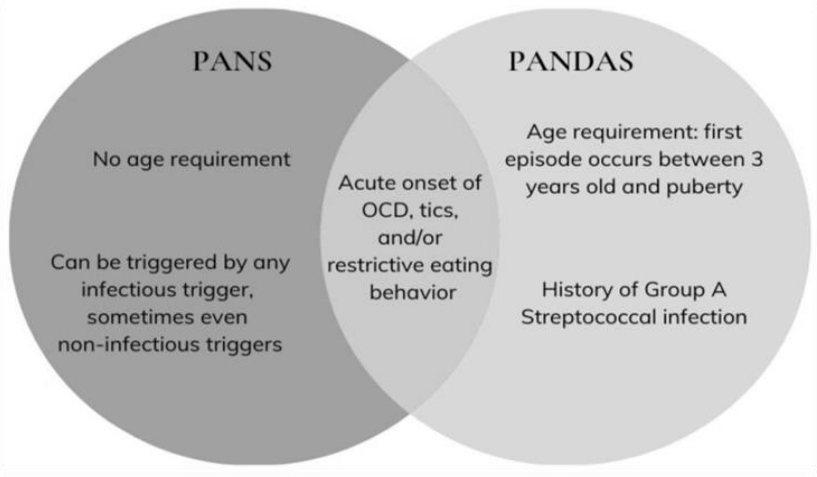 PANS
No age requirement
Can be triggered by any
infectious trigger,
sometimes even
non-infectious triggers
Acute onset of
OCD, tics,
and/or
restrictive eating
behavior
PANDAS
Age requirement: first
episode occurs between 3
years old and puberty
History of Group A
Streptococcal infection